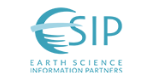 ESIP
EARTH SCIENCE
INFORMATION PARTNERS